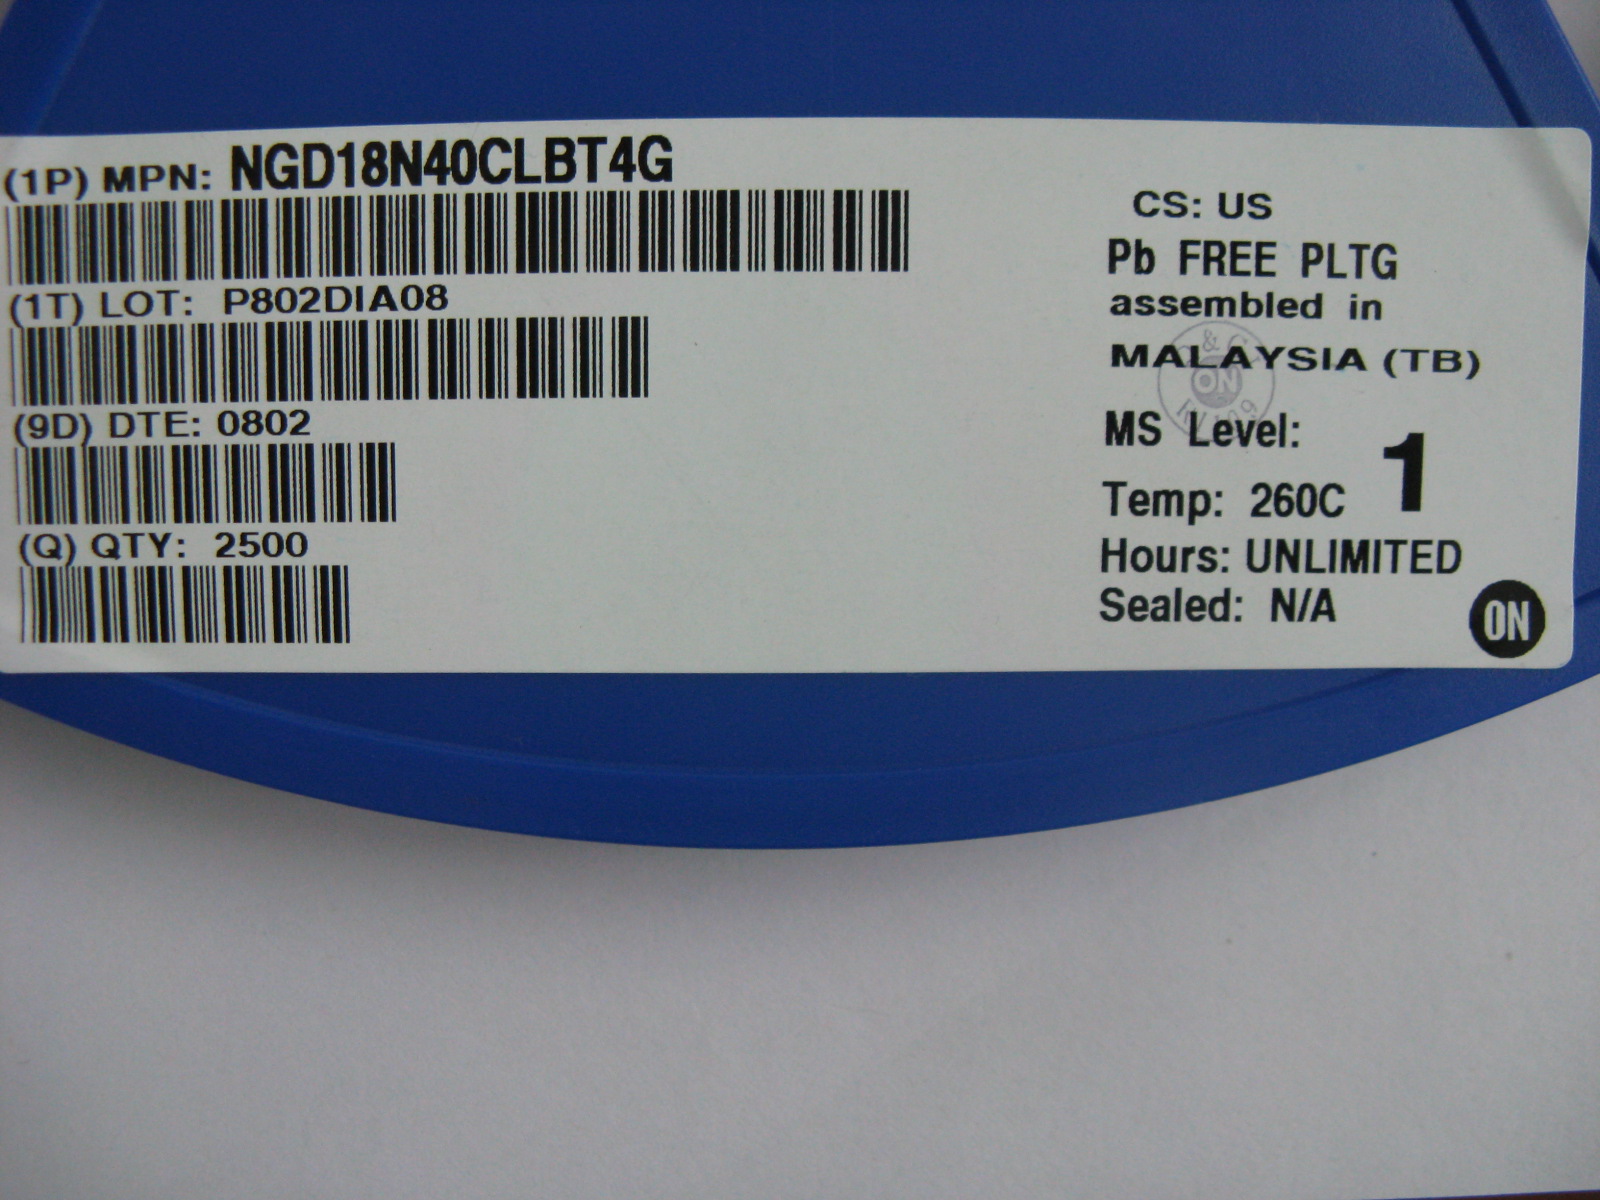 (1P) MPN: NGD18N40CLBT4G
(1T) LOT: P802DIA08
(9D) DTE: 0802
(Q) QTY: 2500
CS: US
Pb FREE PLTG
assembled in
MALAYSIA (TB)
MS Level: 1
Temp: 260C
Hours: UNLIMITED
Sealed: N/A
ON
ON